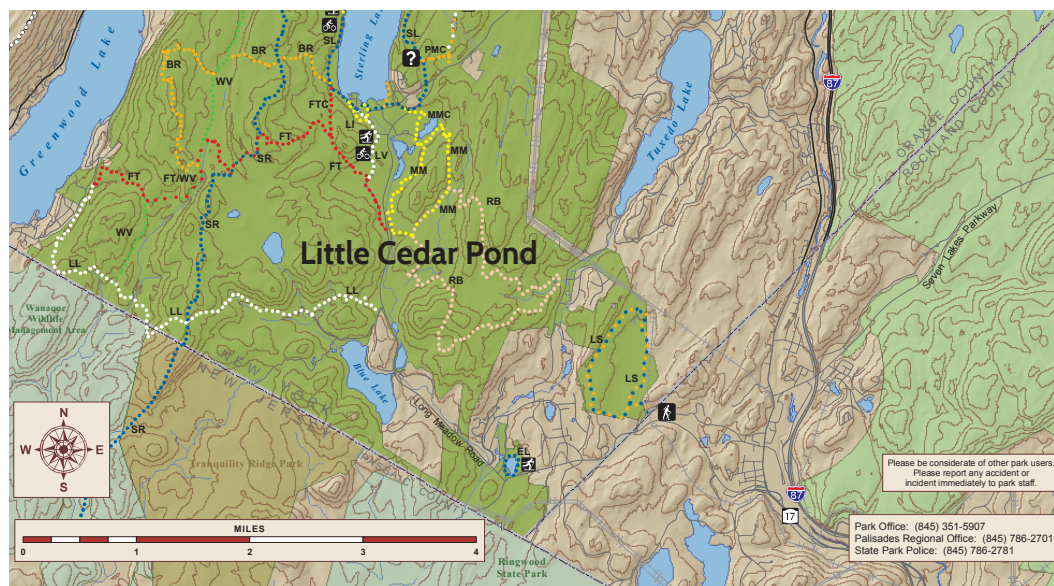 Greenwood Lake
Sterling La
Tuxedo Lake
Blue Lake
SL
SL
?
PMC
BR
BR
BR
WV
FTC
LI
LV
MMC
MM
MM
MM
FT
FT
FT
FT/WV
SR
SR
SR
WV
RB
RB
LL
LL
LL
LS
LS
EL
87
ORANGE COUNTY
ROCKLAND COUNTY
Seven Lakes Parkway
Little Cedar Pond
Wanaque
Wildlife
Management Area
NEW YORK
NEW JERSEY
PASSAIC COUNTY
Long Meadow Road
Tranquility Ridge Park
N
W E
S
Ringwood
State Park
MILES
0 1 2 3 4
87
17
Please be considerate of other park users.
Please report any accident or
incident immediately to park staff.
Park Office: (845) 351-5907
Palisades Regional Office: (845) 786-2701
State Park Police: (845) 786-2781